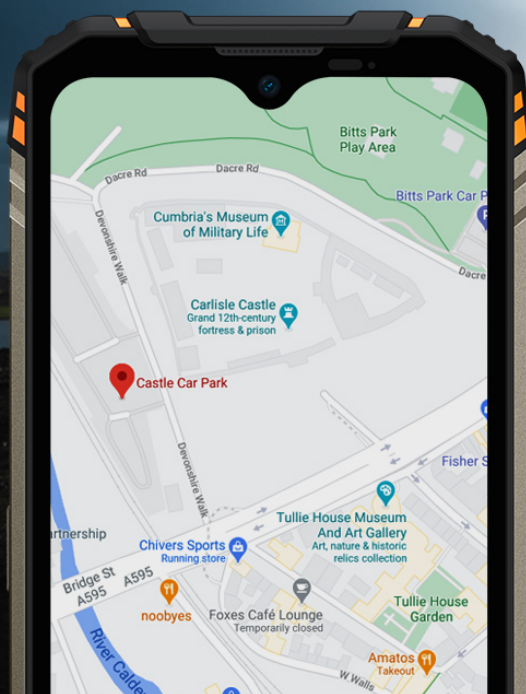 Bitts Park
Play Area
Dacre Rd
Dacre Rd
Bitts Park Car P
Cumbria's Museum
of Military Life
Devonshire Walk
Dacre
Carlisle Castle
Grand 12th-century
fortress & prison
Castle Car Park
Fisher S
Devonshire Walk
Tullie House Museum
And Art Gallery
Art, nature & historic
relics collection
rtnership
Chivers Sports
Running store
Bridge St
A595
A595
noobyes
Foxes Café Lounge
Temporarily closed
Tullie House
Garden
River Calde
Amatos
Takeout
W Walls